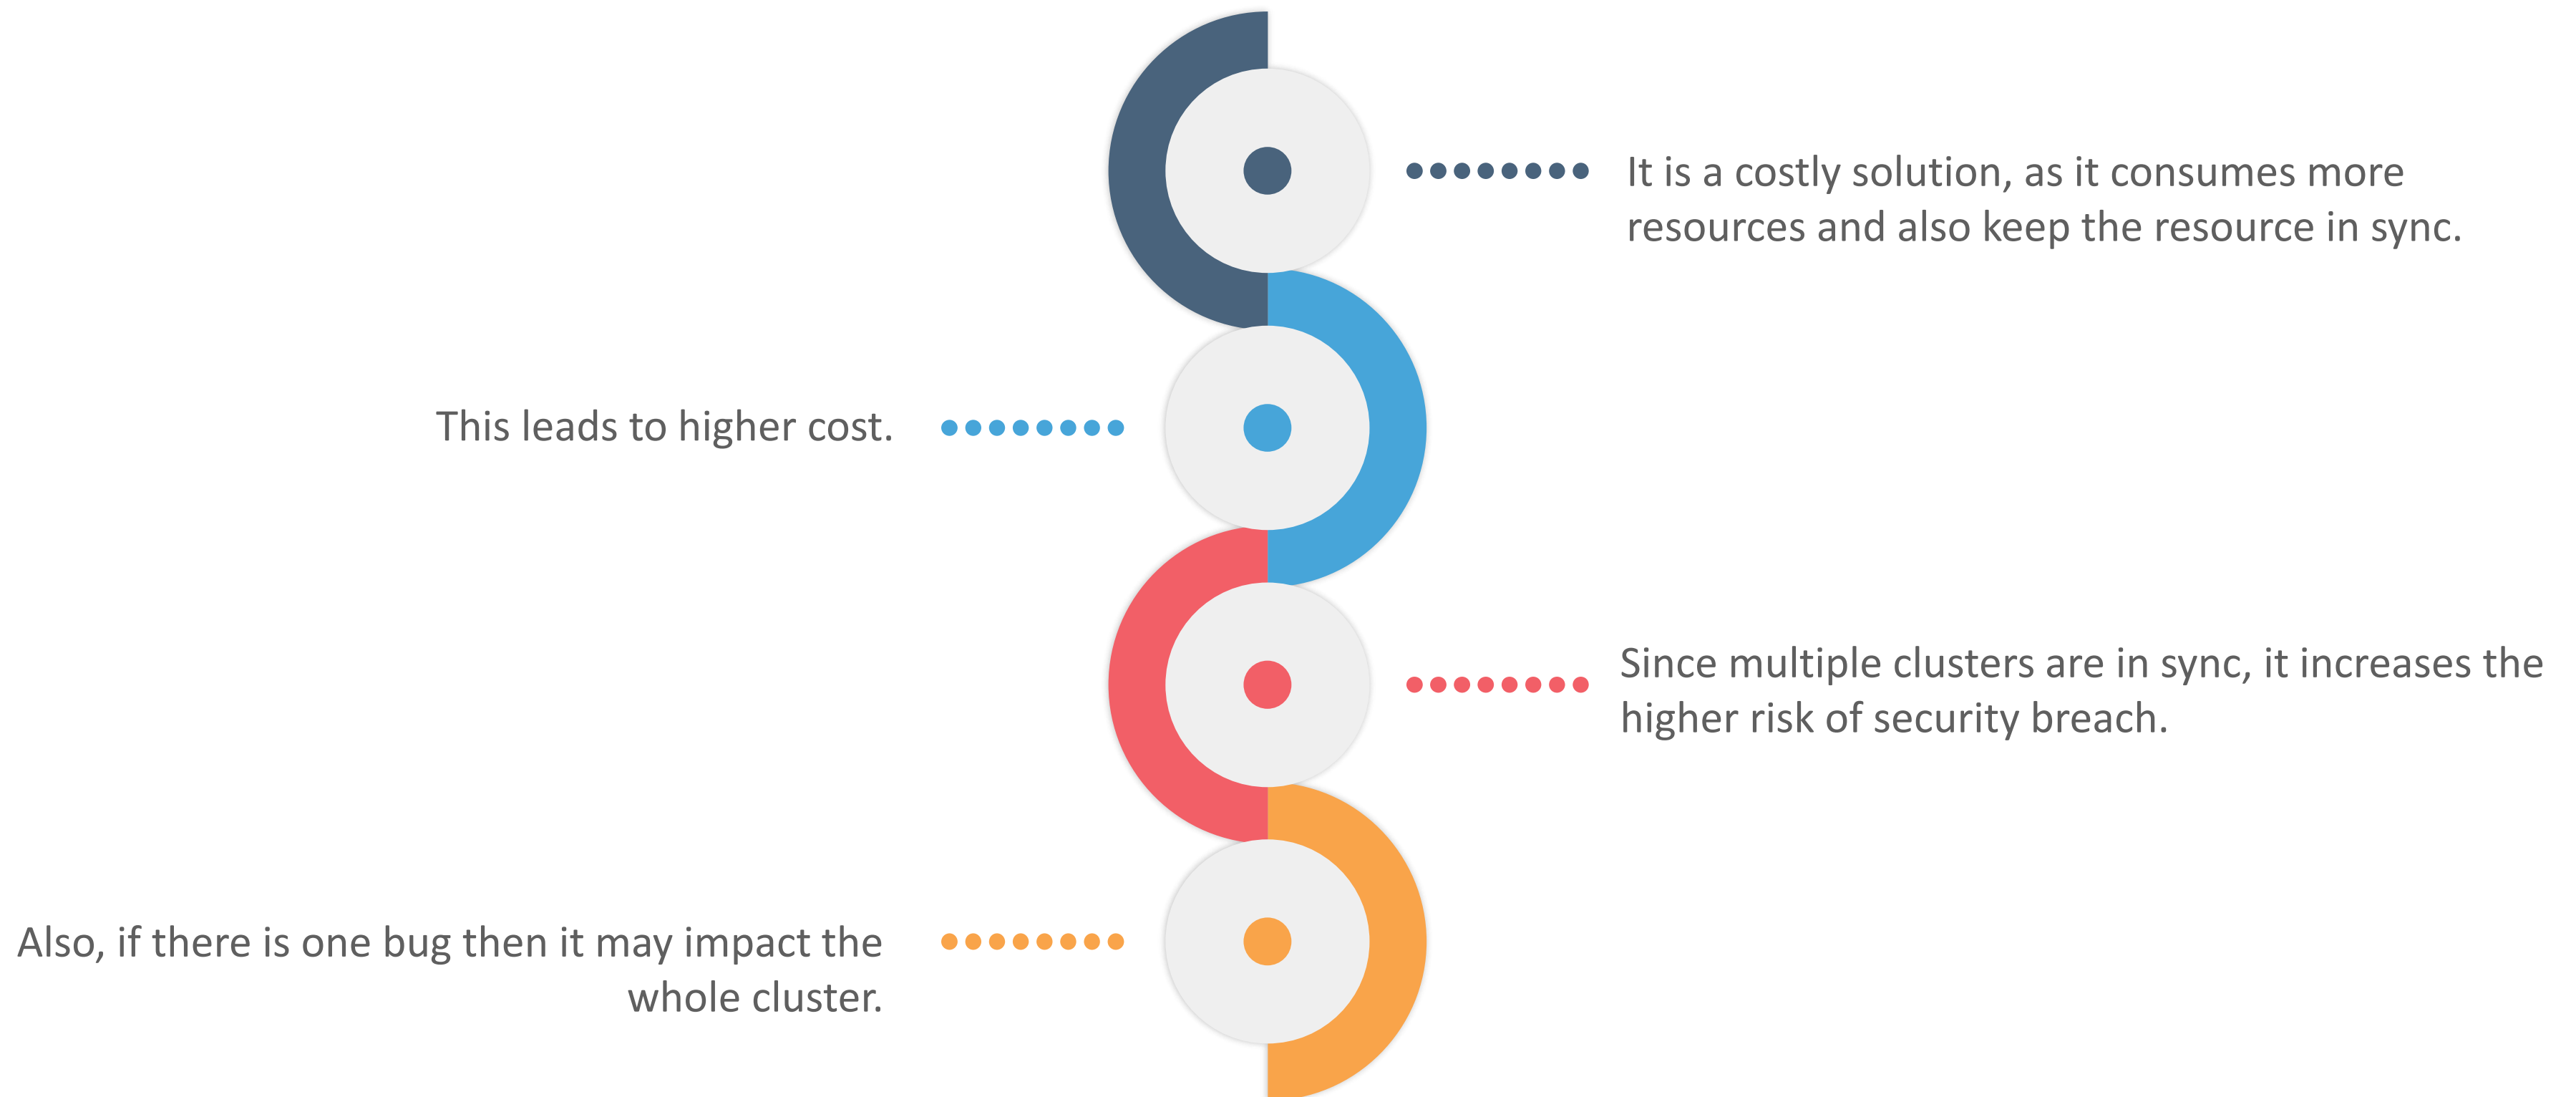 It is a costly solution, as it consumes more
resources and also keep the resource in sync.
This leads to higher cost.
Since multiple clusters are in sync, it increases the
higher risk of security breach.
Also, if there is one bug then it may impact the
whole cluster.